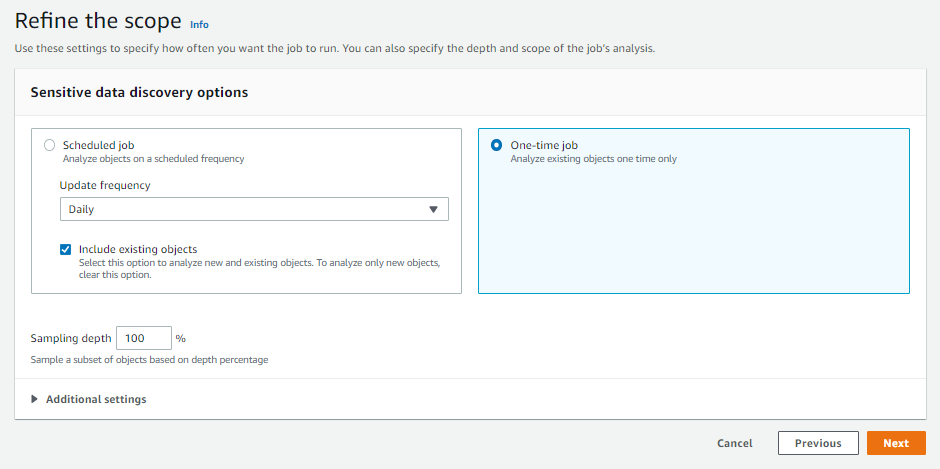 Refine the scope Info
Use these settings to specify how often you want the job to run. You can also specify the depth and scope of the job's analysis.
Sensitive data discovery options
Scheduled job
Analyze objects on a scheduled frequency
Update frequency
Daily
Include existing objects
Select this option to analyze new and existing objects. To analyze only new objects,
clear this option.
One-time job
Analyze existing objects one time only
Sampling depth 100 %
Sample a subset of objects based on depth percentage
Additional settings
Cancel Previous Next